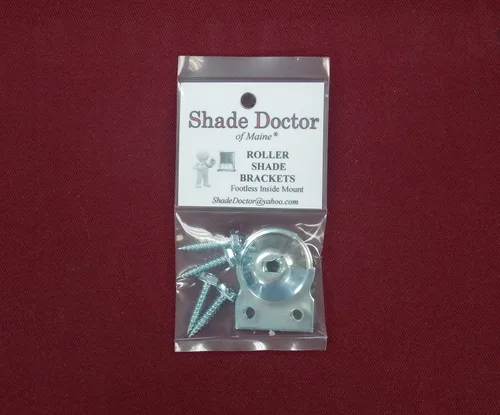 Shade Doctor
of Maine®
ROLLER
SHADE
BRACKETS
Footless Inside Mount
ShadeDoctor@yahoo.com